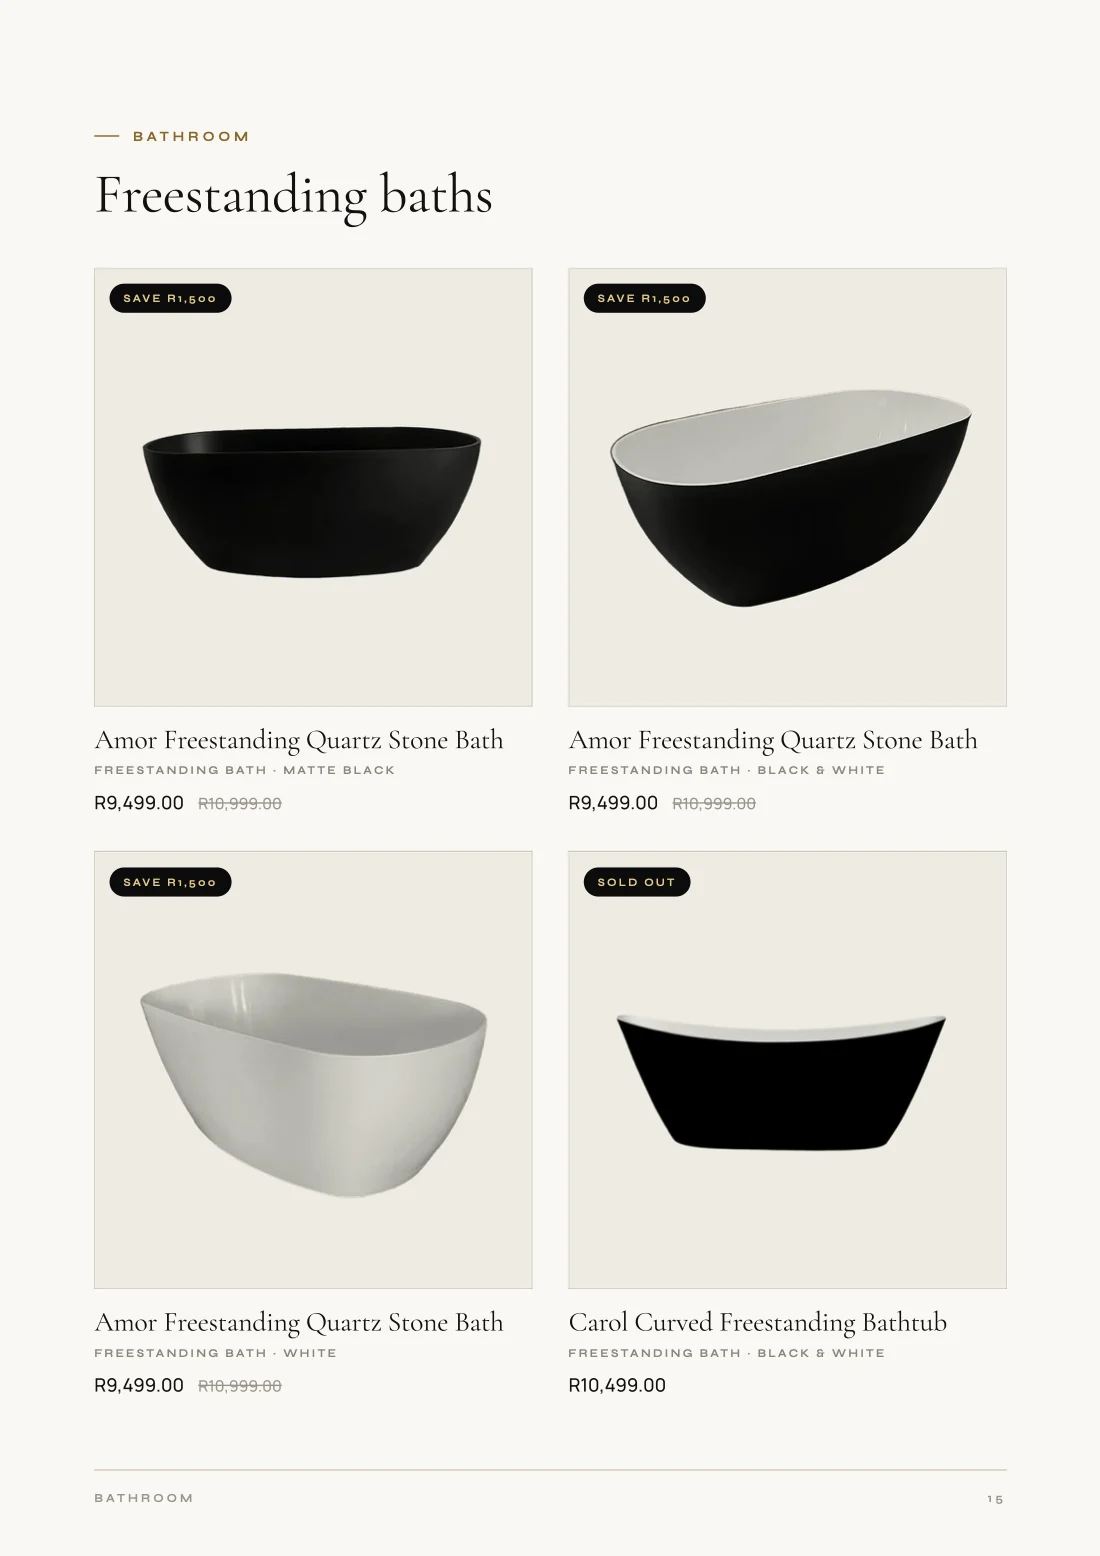 BATHROOM
Freestanding baths
SAVE R1,500
SAVE R1,500
Amor Freestanding Quartz Stone Bath
FREESTANDING BATH · MATTE BLACK
R9,499.00 R10,999.00
Amor Freestanding Quartz Stone Bath
FREESTANDING BATH · BLACK & WHITE
R9,499.00 R10,999.00
SAVE R1,500
SOLD OUT
Amor Freestanding Quartz Stone Bath
FREESTANDING BATH · WHITE
R9,499.00 R10,999.00
Carol Curved Freestanding Bathtub
FREESTANDING BATH · BLACK & WHITE
R10,499.00
BATHROOM
15